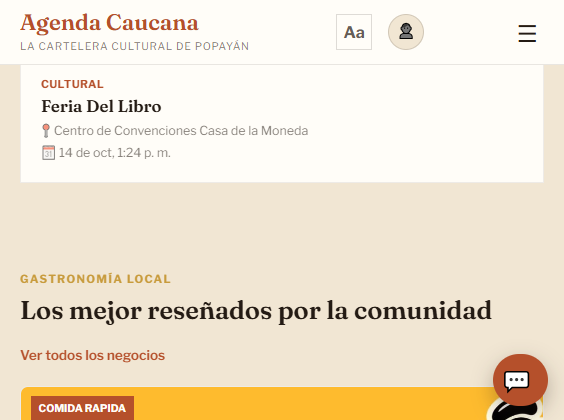 Agenda Caucana
LA CARTELERA CULTURAL DE POPAYÁN
Aa
CULTURAL
Feria Del Libro
Centro de Convenciones Casa de la Moneda
14 de oct, 1:24 p. m.
GASTRONOMÍA LOCAL
Los mejor reseñados por la comunidad
Ver todos los negocios
COMIDA RAPIDA